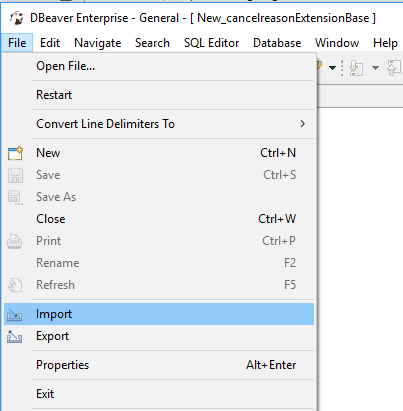 DBeaver Enterprise - General - [ New_cancelreasonExtensionBase ]
File Edit Navigate Search SQL Editor Database Window Help
Open File...
Restart
Convert Line Delimiters To
New Ctrl+N
Save Ctrl+S
Save As
Close Ctrl+W
Print Ctrl+P
Rename F2
Refresh F5
Import
Export
Properties Alt+Enter
Exit